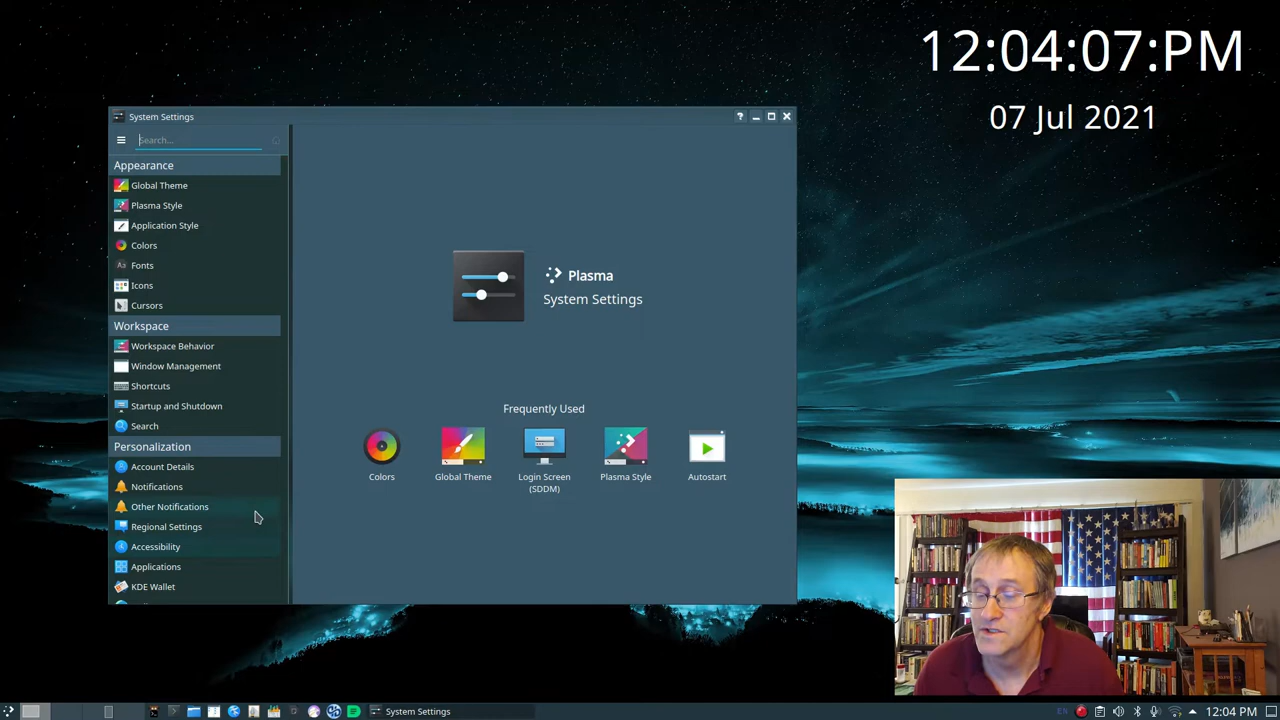 12:04:07:PM
07 Jul 2021
System Settings
?
Search...
Appearance
Global Theme
Plasma Style
Application Style
Colors
Aa Fonts
Icons
Cursors
Workspace
Workspace Behavior
Window Management
Shortcuts
Startup and Shutdown
Search
Personalization
Account Details
Notifications
Other Notifications
Regional Settings
Accessibility
Applications
KDE Wallet
Plasma
System Settings
Frequently Used
Colors
Global Theme
Login Screen
(SDDM)
Plasma Style
Autostart
System Settings
EN
12:04 PM